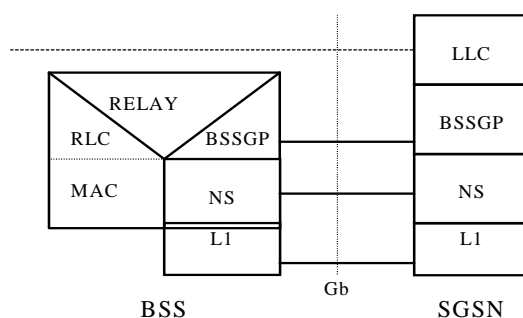 LLC
RELAY
RLC BSSGP BSSGP
MAC NS NS
L1 L1
Gb
BSS SGSN